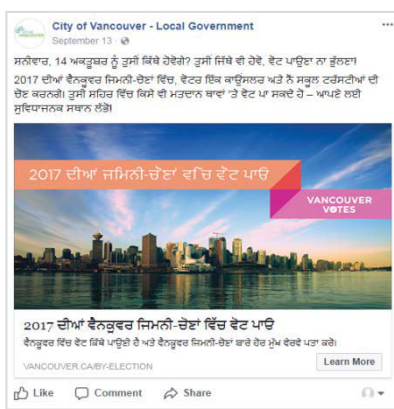 City of Vancouver - Local Government
September 13
ਸ਼ਨੀਵਾਰ, 14 ਅਕਤੂਬਰ ਨੂੰ ਤੁਸੀਂ ਕਿੱਥੇ ਹੋਵੋਗੇ? ਤੁਸੀਂ ਜਿੱਥੇ ਵੀ ਹੋਵੋ, ਵੋਟ ਪਾਉਣਾ ਨਾ ਭੁੱਲਣਾ!
2017 ਦੀਆਂ ਵੈਨਕੂਵਰ ਜਿਮਨੀ-ਚੋਣਾਂ ਵਿੱਚ, ਵੋਟਰ ਇੱਕ ਕਾਉਂਸਲਰ ਅਤੇ ਨੌਂ ਸਕੂਲ ਟਰੱਸਟੀਆਂ ਦੀ
ਚੋਣ ਕਰਨਗੇ। ਤੁਸੀਂ ਸ਼ਹਿਰ ਵਿੱਚ ਕਿਸੇ ਵੀ ਮਤਦਾਨ ਥਾਵਾਂ 'ਤੇ ਵੋਟ ਪਾ ਸਕਦੇ ਹੋ – ਆਪਣੇ ਲਈ
ਸੁਵਿਧਾਜਨਕ ਸਥਾਨ ਲੱਭੋ!
2017 ਦੀਆਂ ਜਮਿਨੀ-ਚੋਣਾਂ ਵਚਿ ਵੋਟ ਪਾਓ
VANCOUVER
VOTES
2017 ਦੀਆਂ ਵੈਨਕੂਵਰ ਜਿਮਨੀ-ਚੋਣਾਂ ਵਿੱਚ ਵੋਟ ਪਾਓ
ਵੈਨਕੂਵਰ ਵਿੱਚ ਵੋਟ ਕਿੱਥੇ ਪਾਉਣੀ ਹੈ ਅਤੇ ਵੈਨਕੂਵਰ ਜਿਮਨੀ-ਚੋਣਾਂ ਬਾਰੇ ਹੋਰ ਮੁੱਖ ਵੇਰਵੇ ਪਤਾ ਕਰੋ।
VANCOUVER.CA/BY-ELECTION
Learn More
Like Comment Share